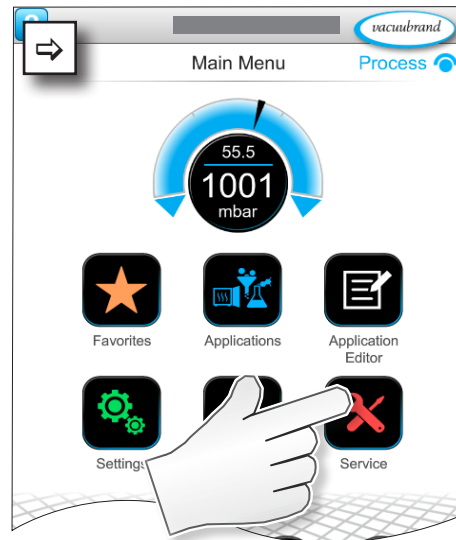 vacuubrand
Main Menu
Process
55.5
1001
mbar
Favorites
Applications
Application
Editor
Settings
Service